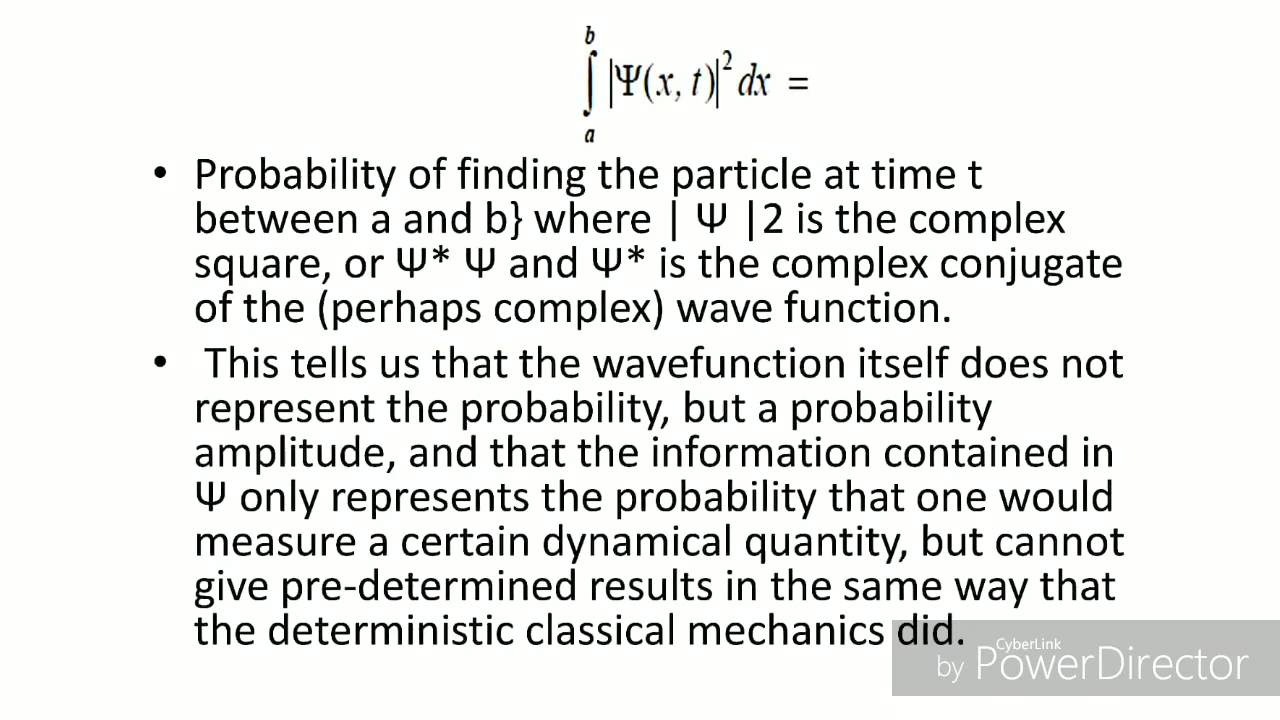 b
∫ |Ψ(x, t)|² dx =
a
• Probability of finding the particle at time t
between a and b} where | Ψ |2 is the complex
square, or Ψ* Ψ and Ψ* is the complex conjugate
of the (perhaps complex) wave function.
• This tells us that the wavefunction itself does not
represent the probability, but a probability
amplitude, and that the information contained in
Ψ only represents the probability that one would
measure a certain dynamical quantity, but cannot
give pre-determined results in the same way that
the deterministic classical mechanics did.
CyberLink
by PowerDirector